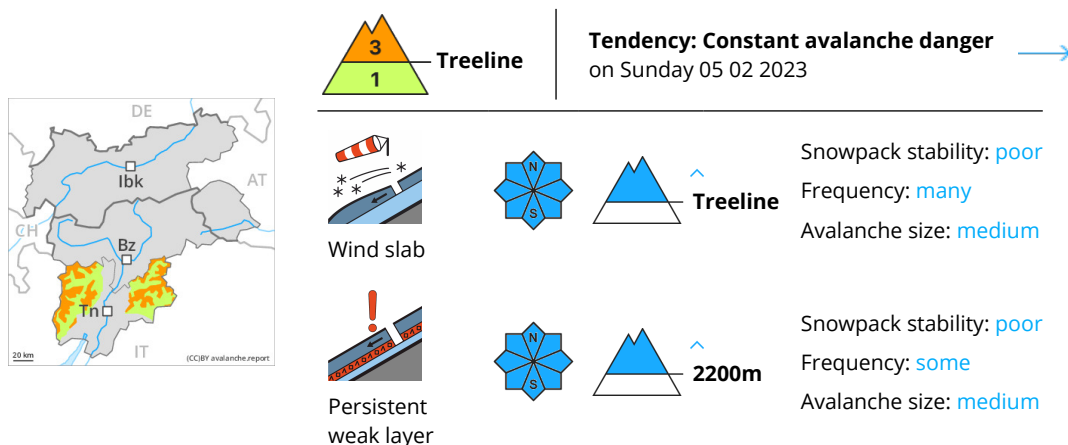 3
1
Treeline
Tendency: Constant avalanche danger
on Sunday 05 02 2023
DE
AT
CH
IT
Ibk
Bz
Tn
20 km
(CC)BY avalanche.report
Wind slab
N
S
Treeline
Snowpack stability: poor
Frequency: many
Avalanche size: medium
Persistent
weak layer
N
S
2200m
Snowpack stability: poor
Frequency: some
Avalanche size: medium